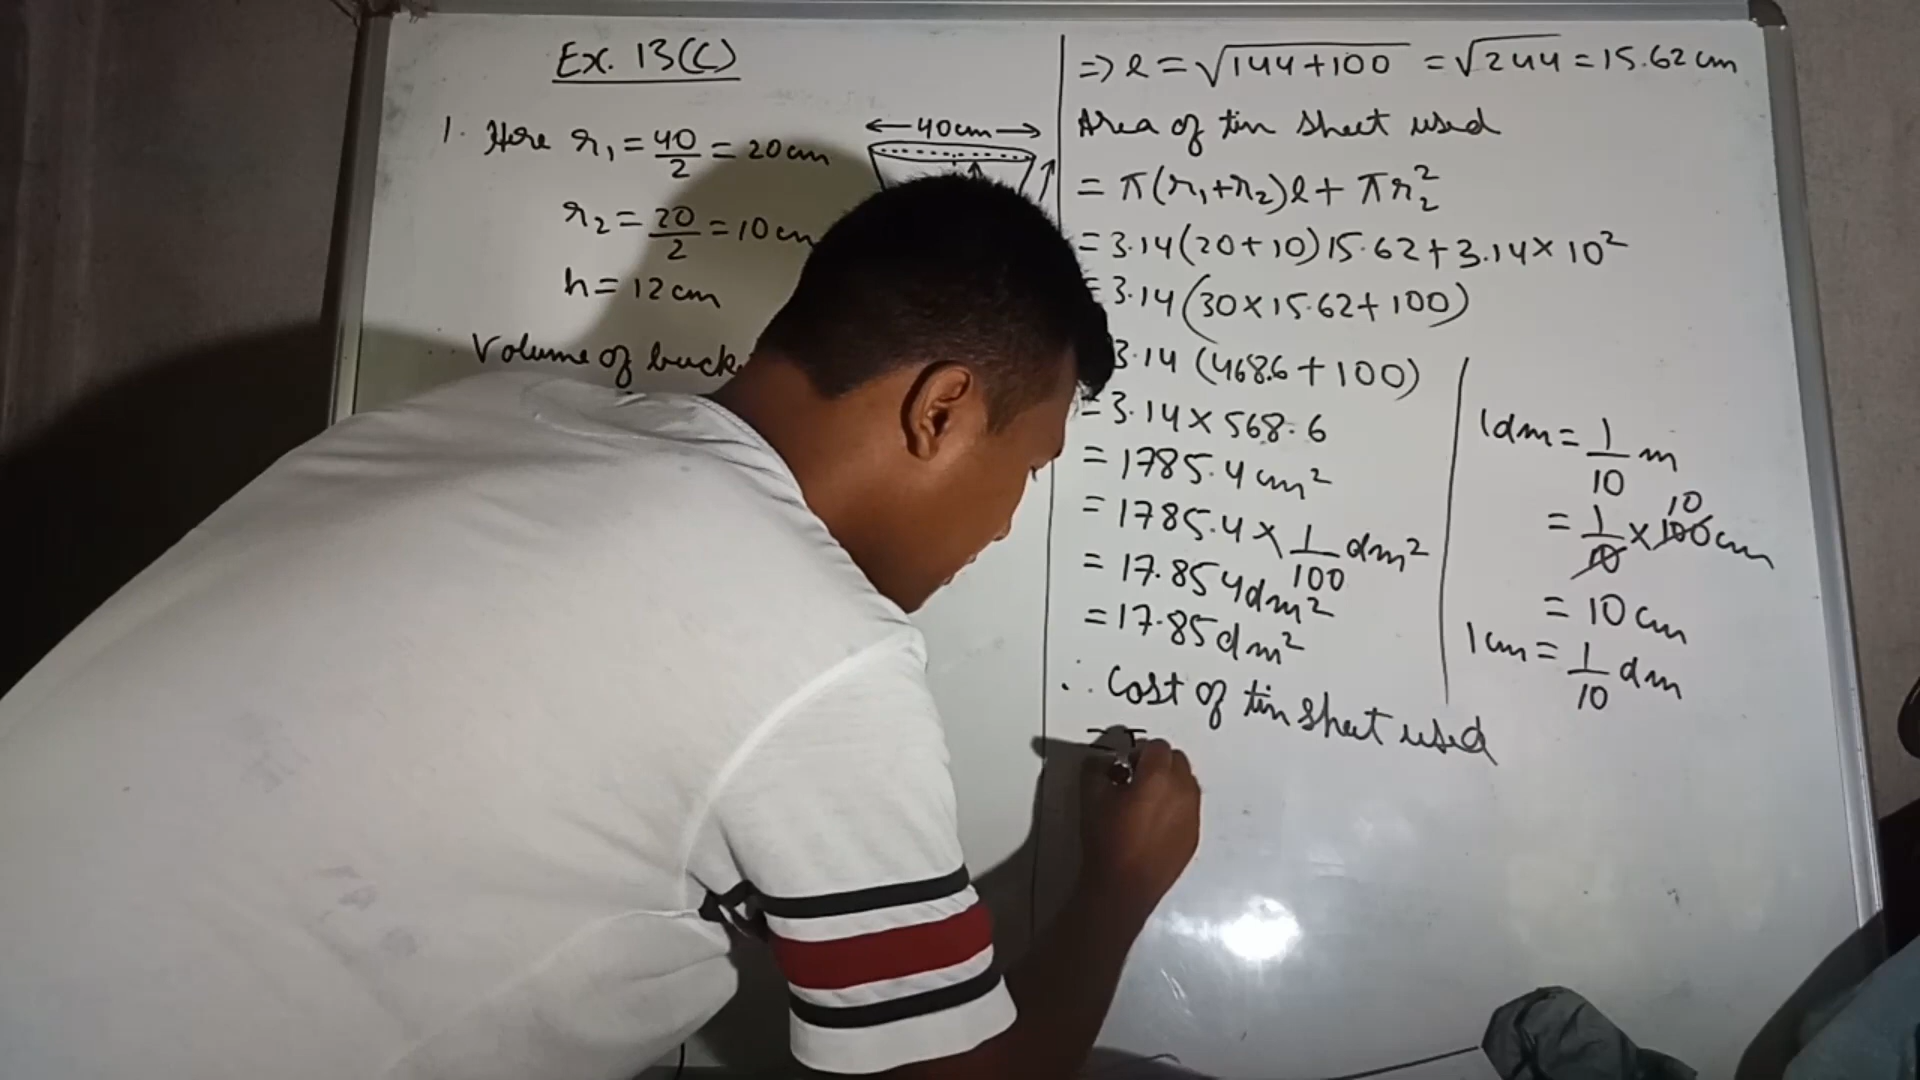 Ex. 13(C)
1. Here r₁ = 40/2 = 20 cm
40cm
r₂ = 20/2 = 10 cm
h = 12 cm
Volume of
⇒ l = √144+100 = √244 = 15.62 cm
Area of tin sheet used
= π(r₁+r₂)l + πr₂²
= 3.14(20+10)15.62 + 3.14 × 10²
= 3.14(30×15.62+100)
3.14 (468.6 + 100)
= 3.14 × 568.6
= 1785.4 cm²
= 1785.4 × 1/100 dm²
= 17.854 dm²
= 17.85 dm²
∴ Cost of tin sheet used
=
1dm = 1/10 m
= 1/10 × 100 cm
10
= 10 cm
1 cm = 1/10 dm